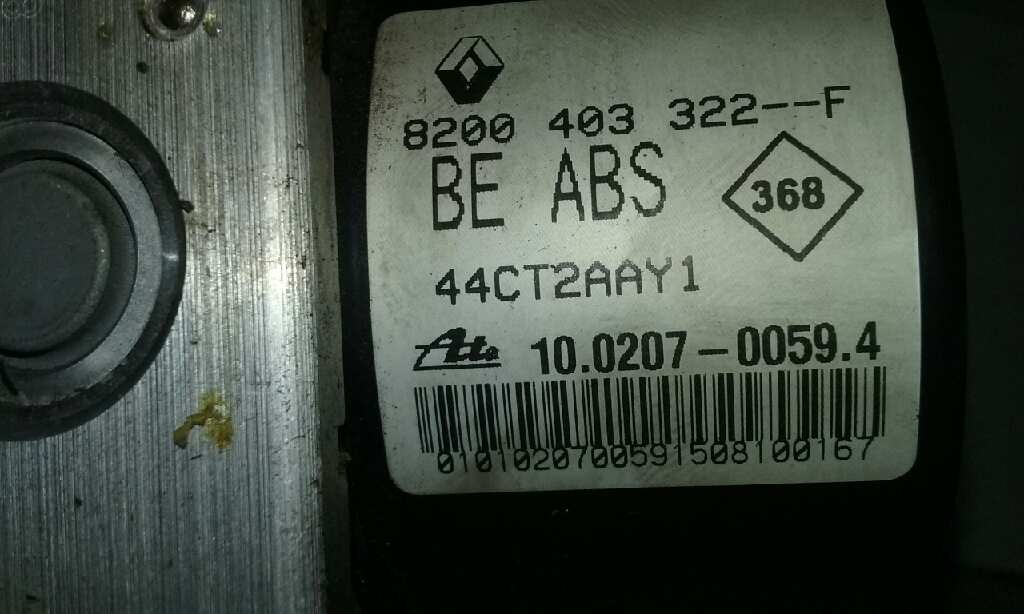 8200 403 322--F
BE ABS
368
44CT2AAY1
Ate 10.0207-0059.4
0101020700591508100167